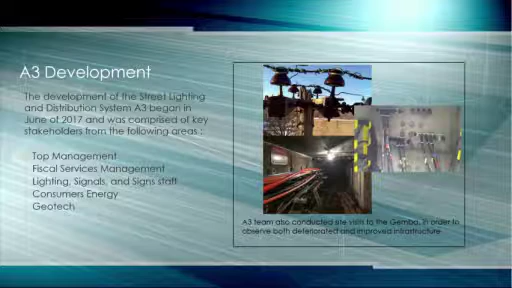 A3 Development
The development of the Street Lighting
and Distribution System A3 began in
June of 2017 and was comprised of key
stakeholders from the following areas :
Top Management
Fiscal Services Management
Lighting, Signals, and Signs staff
Consumers Energy
Geotech
A3 team also conducted site visits to the Gemba, in order to
observe both deteriorated and improved infrastructure